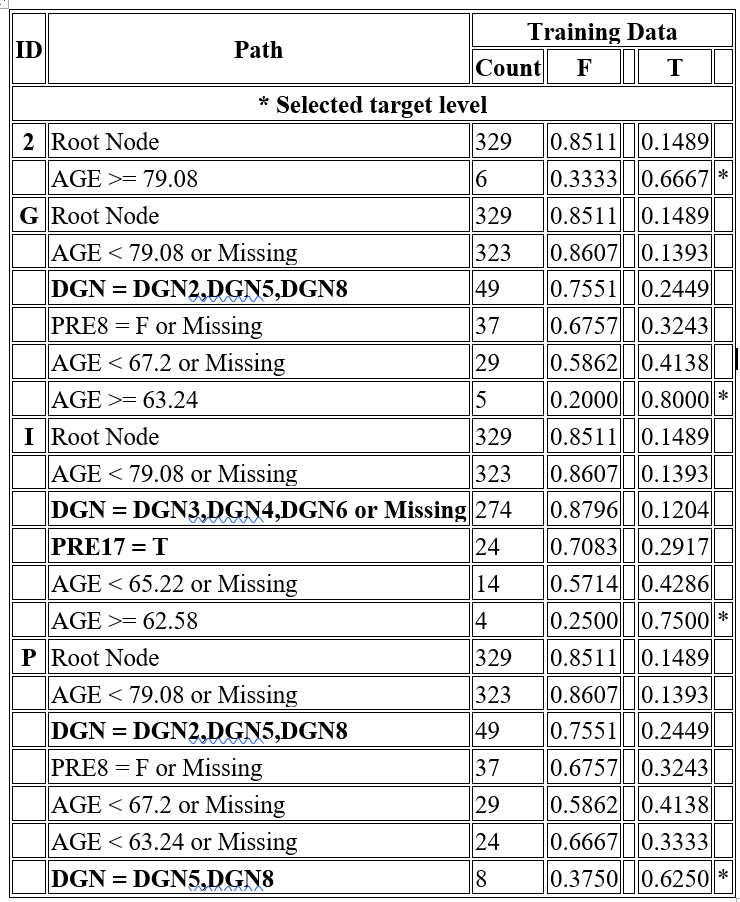 ID Path Training Data
Count F T
* Selected target level
2 Root Node 329 0.8511 0.1489
AGE >= 79.08 6 0.3333 0.6667 *
G Root Node 329 0.8511 0.1489
AGE < 79.08 or Missing 323 0.8607 0.1393
DGN = DGN2,DGN5,DGN8 49 0.7551 0.2449
PRE8 = F or Missing 37 0.6757 0.3243
AGE < 67.2 or Missing 29 0.5862 0.4138
AGE >= 63.24 5 0.2000 0.8000 *
I Root Node 329 0.8511 0.1489
AGE < 79.08 or Missing 323 0.8607 0.1393
DGN = DGN3,DGN4,DGN6 or Missing 274 0.8796 0.1204
PRE17 = T 24 0.7083 0.2917
AGE < 65.22 or Missing 14 0.5714 0.4286
AGE >= 62.58 4 0.2500 0.7500 *
P Root Node 329 0.8511 0.1489
AGE < 79.08 or Missing 323 0.8607 0.1393
DGN = DGN2,DGN5,DGN8 49 0.7551 0.2449
PRE8 = F or Missing 37 0.6757 0.3243
AGE < 67.2 or Missing 29 0.5862 0.4138
AGE < 63.24 or Missing 24 0.6667 0.3333
DGN = DGN5,DGN8 8 0.3750 0.6250 *